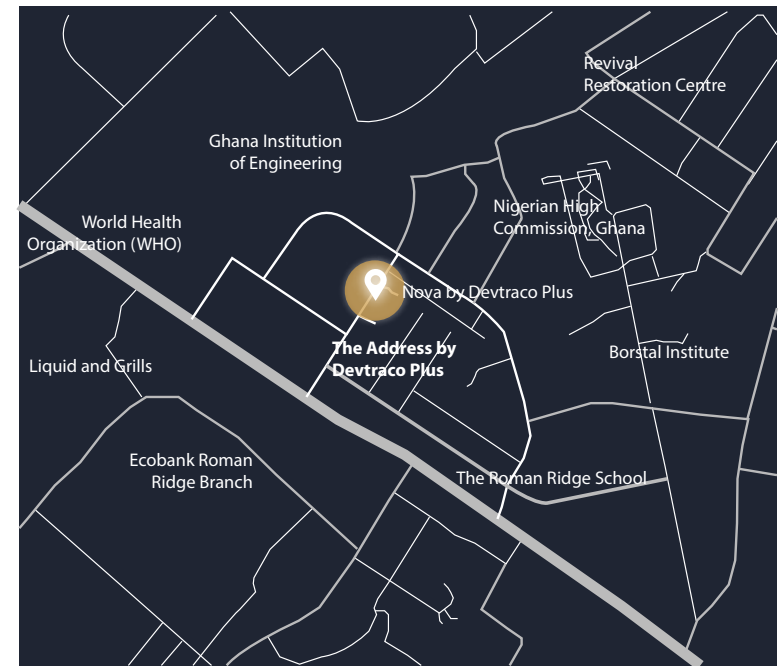 Revival
Restoration Centre
Ghana Institution
of Engineering
World Health
Organization (WHO)
Nigerian High
Commission, Ghana
Nova by Devtraco Plus
The Address by
Devtraco Plus
Liquid and Grills
Borstal Institute
Ecobank Roman
Ridge Branch
The Roman Ridge School